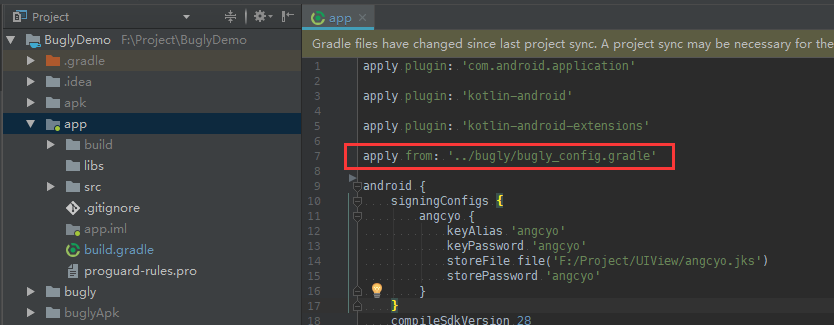 Project
app
BuglyDemo F:\Project\BuglyDemo
.gradle
.idea
apk
app
build
libs
src
.gitignore
app.iml
build.gradle
proguard-rules.pro
bugly
buglyApk
Gradle files have changed since last project sync. A project sync may be necessary for the
1 apply plugin: 'com.android.application'
2
3 apply plugin: 'kotlin-android'
4
5 apply plugin: 'kotlin-android-extensions'
6
7 apply from: '../bugly/bugly_config.gradle'
8
9 android {
10 signingConfigs {
11 angcyo {
12 keyAlias 'angcyo'
13 keyPassword 'angcyo'
14 storeFile file('F:/Project/UIView/angcyo.jks')
15 storePassword 'angcyo'
16 }
17 }
18 compileSdkVersion 28